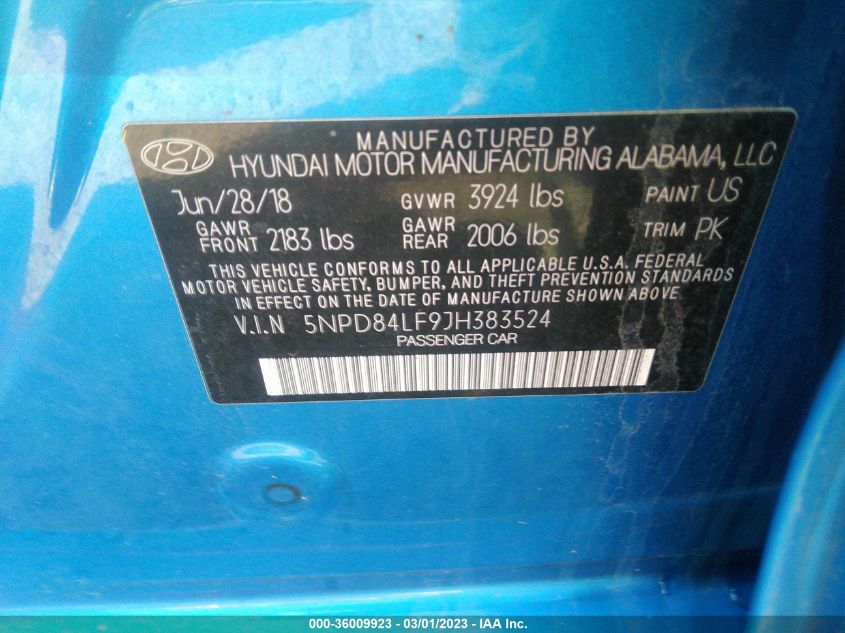 MANUFACTURED BY
HYUNDAI MOTOR MANUFACTURING ALABAMA, LLC
Jun/28/18 GVWR 3924 lbs PAINT US
GAWR FRONT 2183 lbs GAWR REAR 2006 lbs TRIM PK
THIS VEHICLE CONFORMS TO ALL APPLICABLE U.S.A. FEDERAL
MOTOR VEHICLE SAFETY, BUMPER, AND THEFT PREVENTION STANDARDS
IN EFFECT ON THE DATE OF MANUFACTURE SHOWN ABOVE.
V.I.N 5NPD84LF9JH383524
PASSENGER CAR
000-36009923 - 03/01/2023 - IAA Inc.